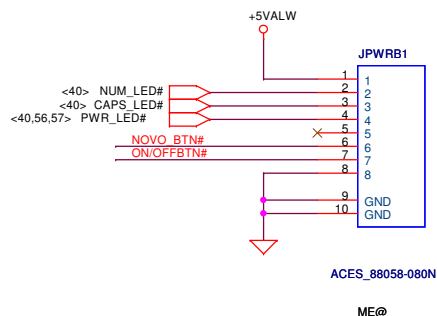 +5VALW
JPWRB1
1 1
<40> NUM_LED# 2 2
<40> CAPS_LED# 3 3
<40,56,57> PWR_LED# 4 4
5 5
NOVO_BTN# 6 6
ON/OFFBTN# 7 7
8 8
9 GND
10 GND
ACES_88058-080N
ME@